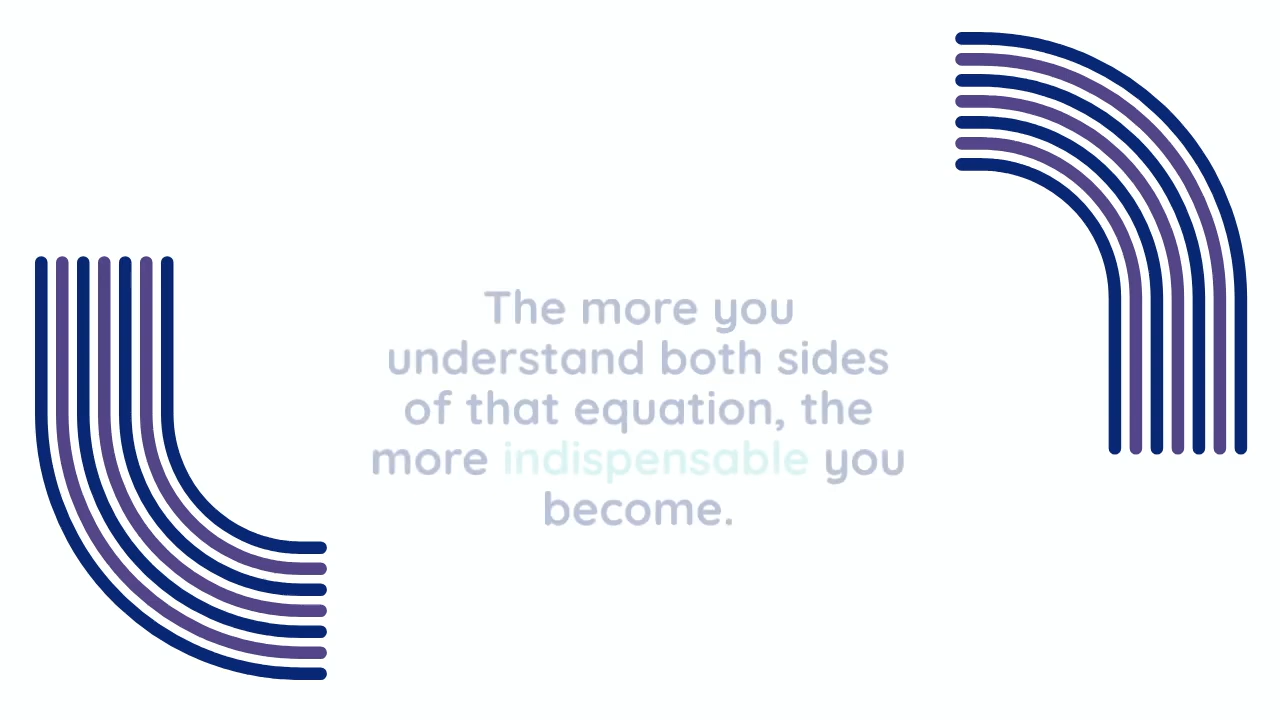 The more you
understand both sides
of that equation, the
more indispensable you
become.